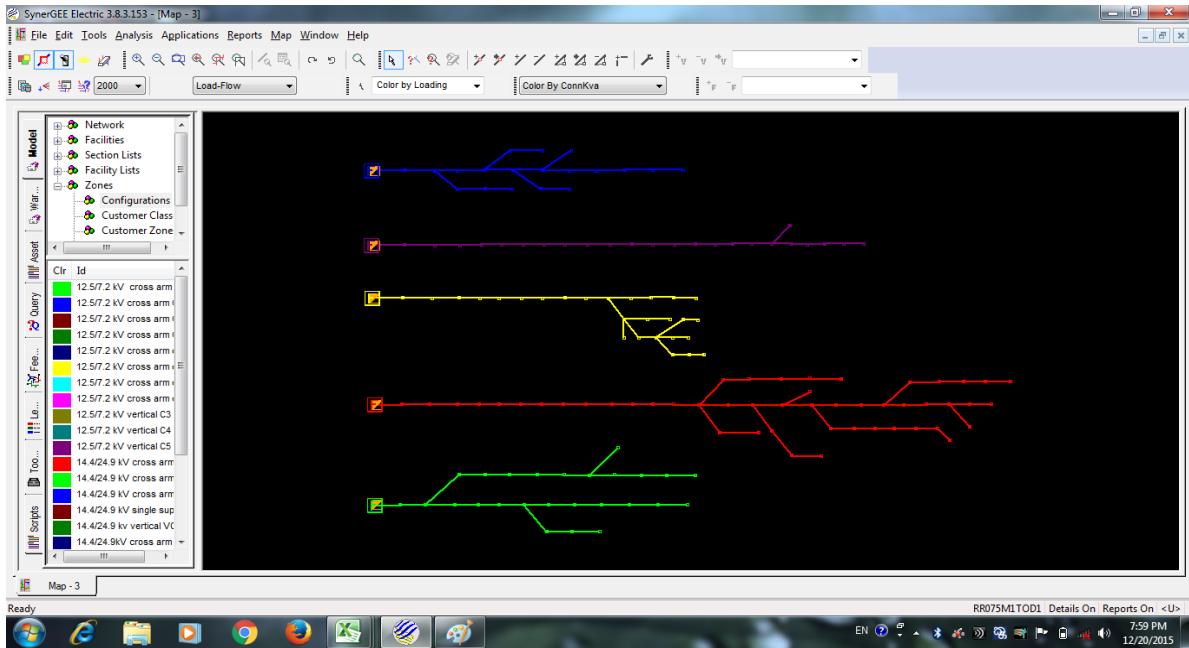 SynerGEE Electric 3.8.3.153 - [Map - 3]
File Edit Tools Analysis Applications Reports Map Window Help
2000 Load-Flow Color by Loading Color By ConnKva
Model
War...
Asset
Query
Fee...
Le...
Too...
Scripts
Network
Facilities
Section Lists
Facility Lists
Zones
Configurations
Customer Class
Customer Zone
Clr Id
12.5/7.2 kV cross arm
12.5/7.2 kV cross arm
12.5/7.2 kV cross arm
12.5/7.2 kV cross arm
12.5/7.2 kV cross arm
12.5/7.2 kV cross arm
12.5/7.2 kV cross arm
12.5/7.2 kV cross arm
12.5/7.2 kV vertical C3
12.5/7.2 kV vertical C4
12.5/7.2 kV vertical C5
14.4/24.9 kV cross arm
14.4/24.9 kV cross arm
14.4/24.9 kV cross arm
14.4/24.9 kV single sup
14.4/24.9 kv vertical VC
14.4/24.9kV cross arm
Map - 3
Ready
RR075M1TOD1 Details On Reports On <U>
EN
7:59 PM
12/20/2015